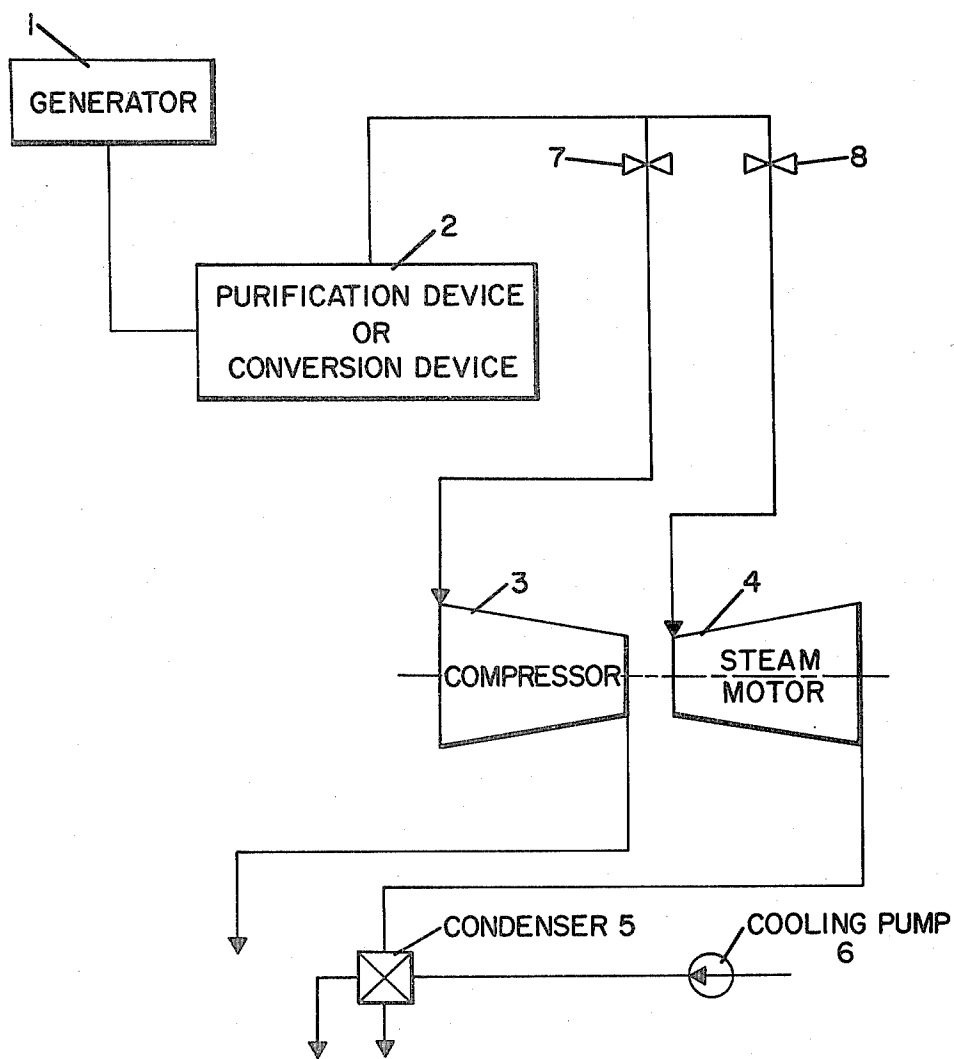 1
GENERATOR
7
8
2
PURIFICATION DEVICE
OR
CONVERSION DEVICE
3
4
COMPRESSOR
STEAM
MOTOR
CONDENSER 5
COOLING PUMP
6